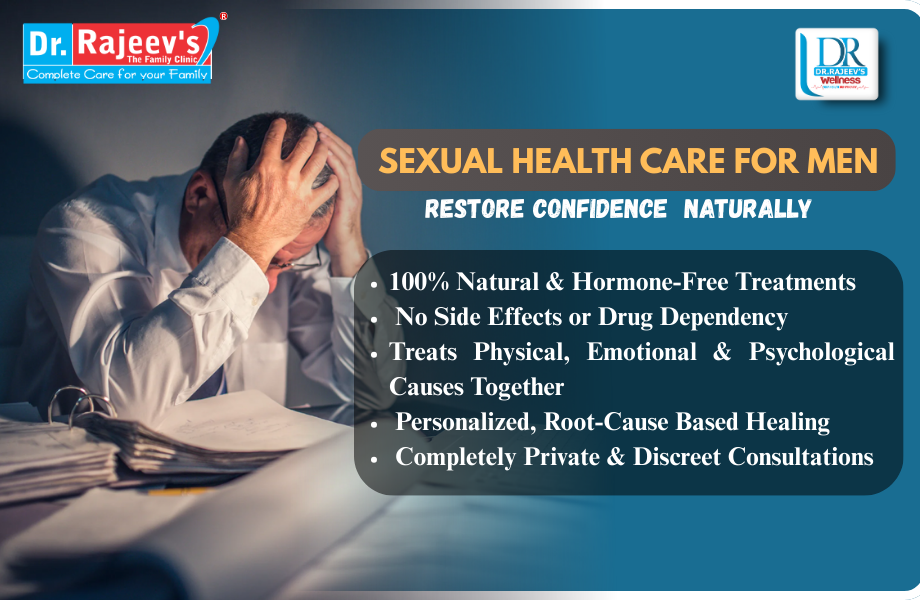 Dr. Rajeev's®
The Family Clinic
Complete Care for your Family
DR
DR.RAJEEV'S
Wellness
SEXUAL HEALTH CARE FOR MEN
RESTORE CONFIDENCE NATURALLY
• 100% Natural & Hormone-Free Treatments
• No Side Effects or Drug Dependency
• Treats Physical, Emotional & Psychological
Causes Together
• Personalized, Root-Cause Based Healing
• Completely Private & Discreet Consultations